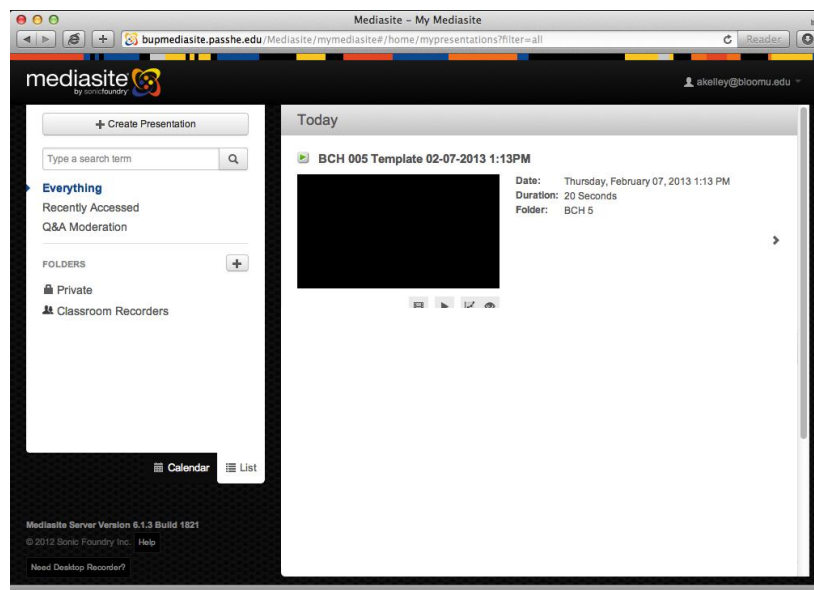 Mediasite - My Mediasite
bupmediasite.passhe.edu/Mediasite/mymediasite#/home/mypresentations?filter=all
Reader
mediasite
by sonicfoundry
akelley@bloomu.edu
+ Create Presentation
Type a search term
Everything
Recently Accessed
Q&A Moderation
FOLDERS
Private
Classroom Recorders
Calendar
List
Mediasite Server Version 6.1.3 Build 1821
© 2012 Sonic Foundry Inc. Help
Need Desktop Recorder?
Today
BCH 005 Template 02-07-2013 1:13PM
Date: Thursday, February 07, 2013 1:13 PM
Duration: 20 Seconds
Folder: BCH 5